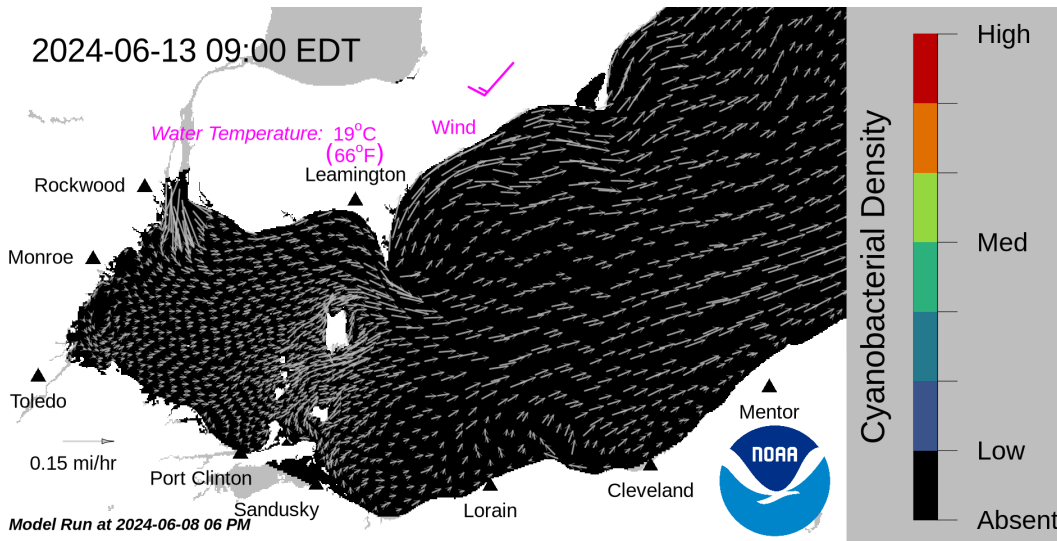 2024-06-13 09:00 EDT
Water Temperature: 19°C
(66°F)
Wind
Leamington
Rockwood
Monroe
Toledo
0.15 mi/hr
Port Clinton
Sandusky
Lorain
Cleveland
Mentor
NOAA
Model Run at 2024-06-08 06 PM
Cyanobacterial Density
High
Med
Low
Absent